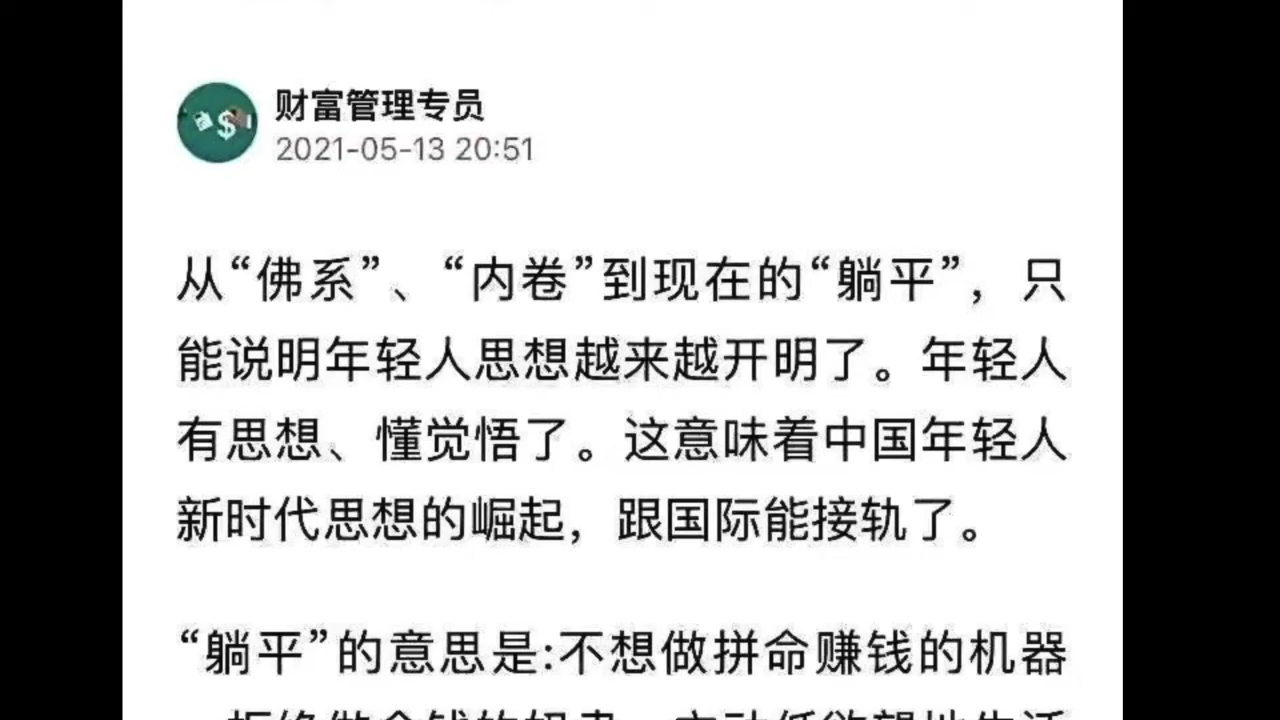 财富管理专员
2021-05-13 20:51
从“佛系”、“内卷”到现在的“躺平”，只
能说明年轻人思想越来越开明了。年轻人
有思想、懂觉悟了。这意味着中国年轻人
新时代思想的崛起，跟国际能接轨了。
“躺平”的意思是:不想做拼命赚钱的机器